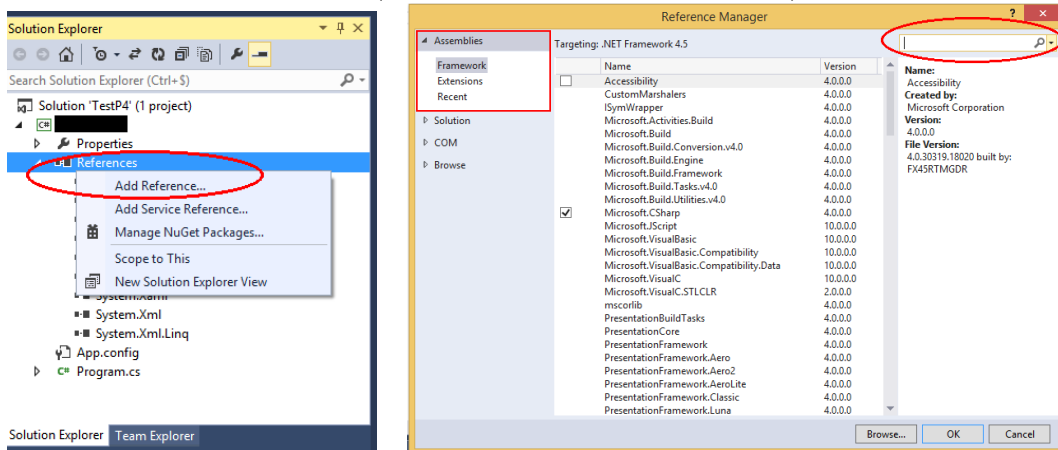 Solution Explorer
Search Solution Explorer (Ctrl+$)
Solution 'TestP4' (1 project)
C#
Properties
References
Add Reference...
Add Service Reference...
Manage NuGet Packages...
Scope to This
New Solution Explorer View
System.Xaml
System.Xml
System.Xml.Linq
App.config
C# Program.cs
Solution Explorer Team Explorer
Reference Manager
? ×
Assemblies
Framework
Extensions
Recent
Solution
COM
Browse
Targeting: .NET Framework 4.5
Name Version
Accessibility 4.0.0.0
CustomMarshalers 4.0.0.0
ISymWrapper 4.0.0.0
Microsoft.Activities.Build 4.0.0.0
Microsoft.Build 4.0.0.0
Microsoft.Build.Conversion.v4.0 4.0.0.0
Microsoft.Build.Engine 4.0.0.0
Microsoft.Build.Framework 4.0.0.0
Microsoft.Build.Tasks.v4.0 4.0.0.0
Microsoft.Build.Utilities.v4.0 4.0.0.0
Microsoft.CSharp 4.0.0.0
Microsoft.JScript 10.0.0.0
Microsoft.VisualBasic 10.0.0.0
Microsoft.VisualBasic.Compatibility 10.0.0.0
Microsoft.VisualBasic.Compatibility.Data 10.0.0.0
Microsoft.VisualC 10.0.0.0
Microsoft.VisualC.STLCLR 2.0.0.0
mscorlib 4.0.0.0
PresentationBuildTasks 4.0.0.0
PresentationCore 4.0.0.0
PresentationFramework 4.0.0.0
PresentationFramework.Aero 4.0.0.0
PresentationFramework.Aero2 4.0.0.0
PresentationFramework.AeroLite 4.0.0.0
PresentationFramework.Classic 4.0.0.0
PresentationFramework.Luna 4.0.0.0
Name:
Accessibility
Created by:
Microsoft Corporation
Version:
4.0.0.0
File Version:
4.0.30319.18020 built by:
FX45RTMGDR
Browse... OK Cancel